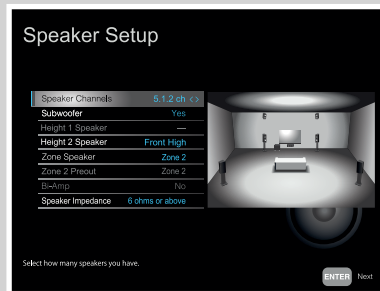 Speaker Setup
Speaker Channels 5.1.2 ch < >
Subwoofer Yes
Height 1 Speaker ---
Height 2 Speaker Front High
Zone Speaker Zone 2
Zone 2 Preout Zone 2
Bi-Amp No
Speaker Impedance 6 ohms or above
Select how many speakers you have.
ENTER Next